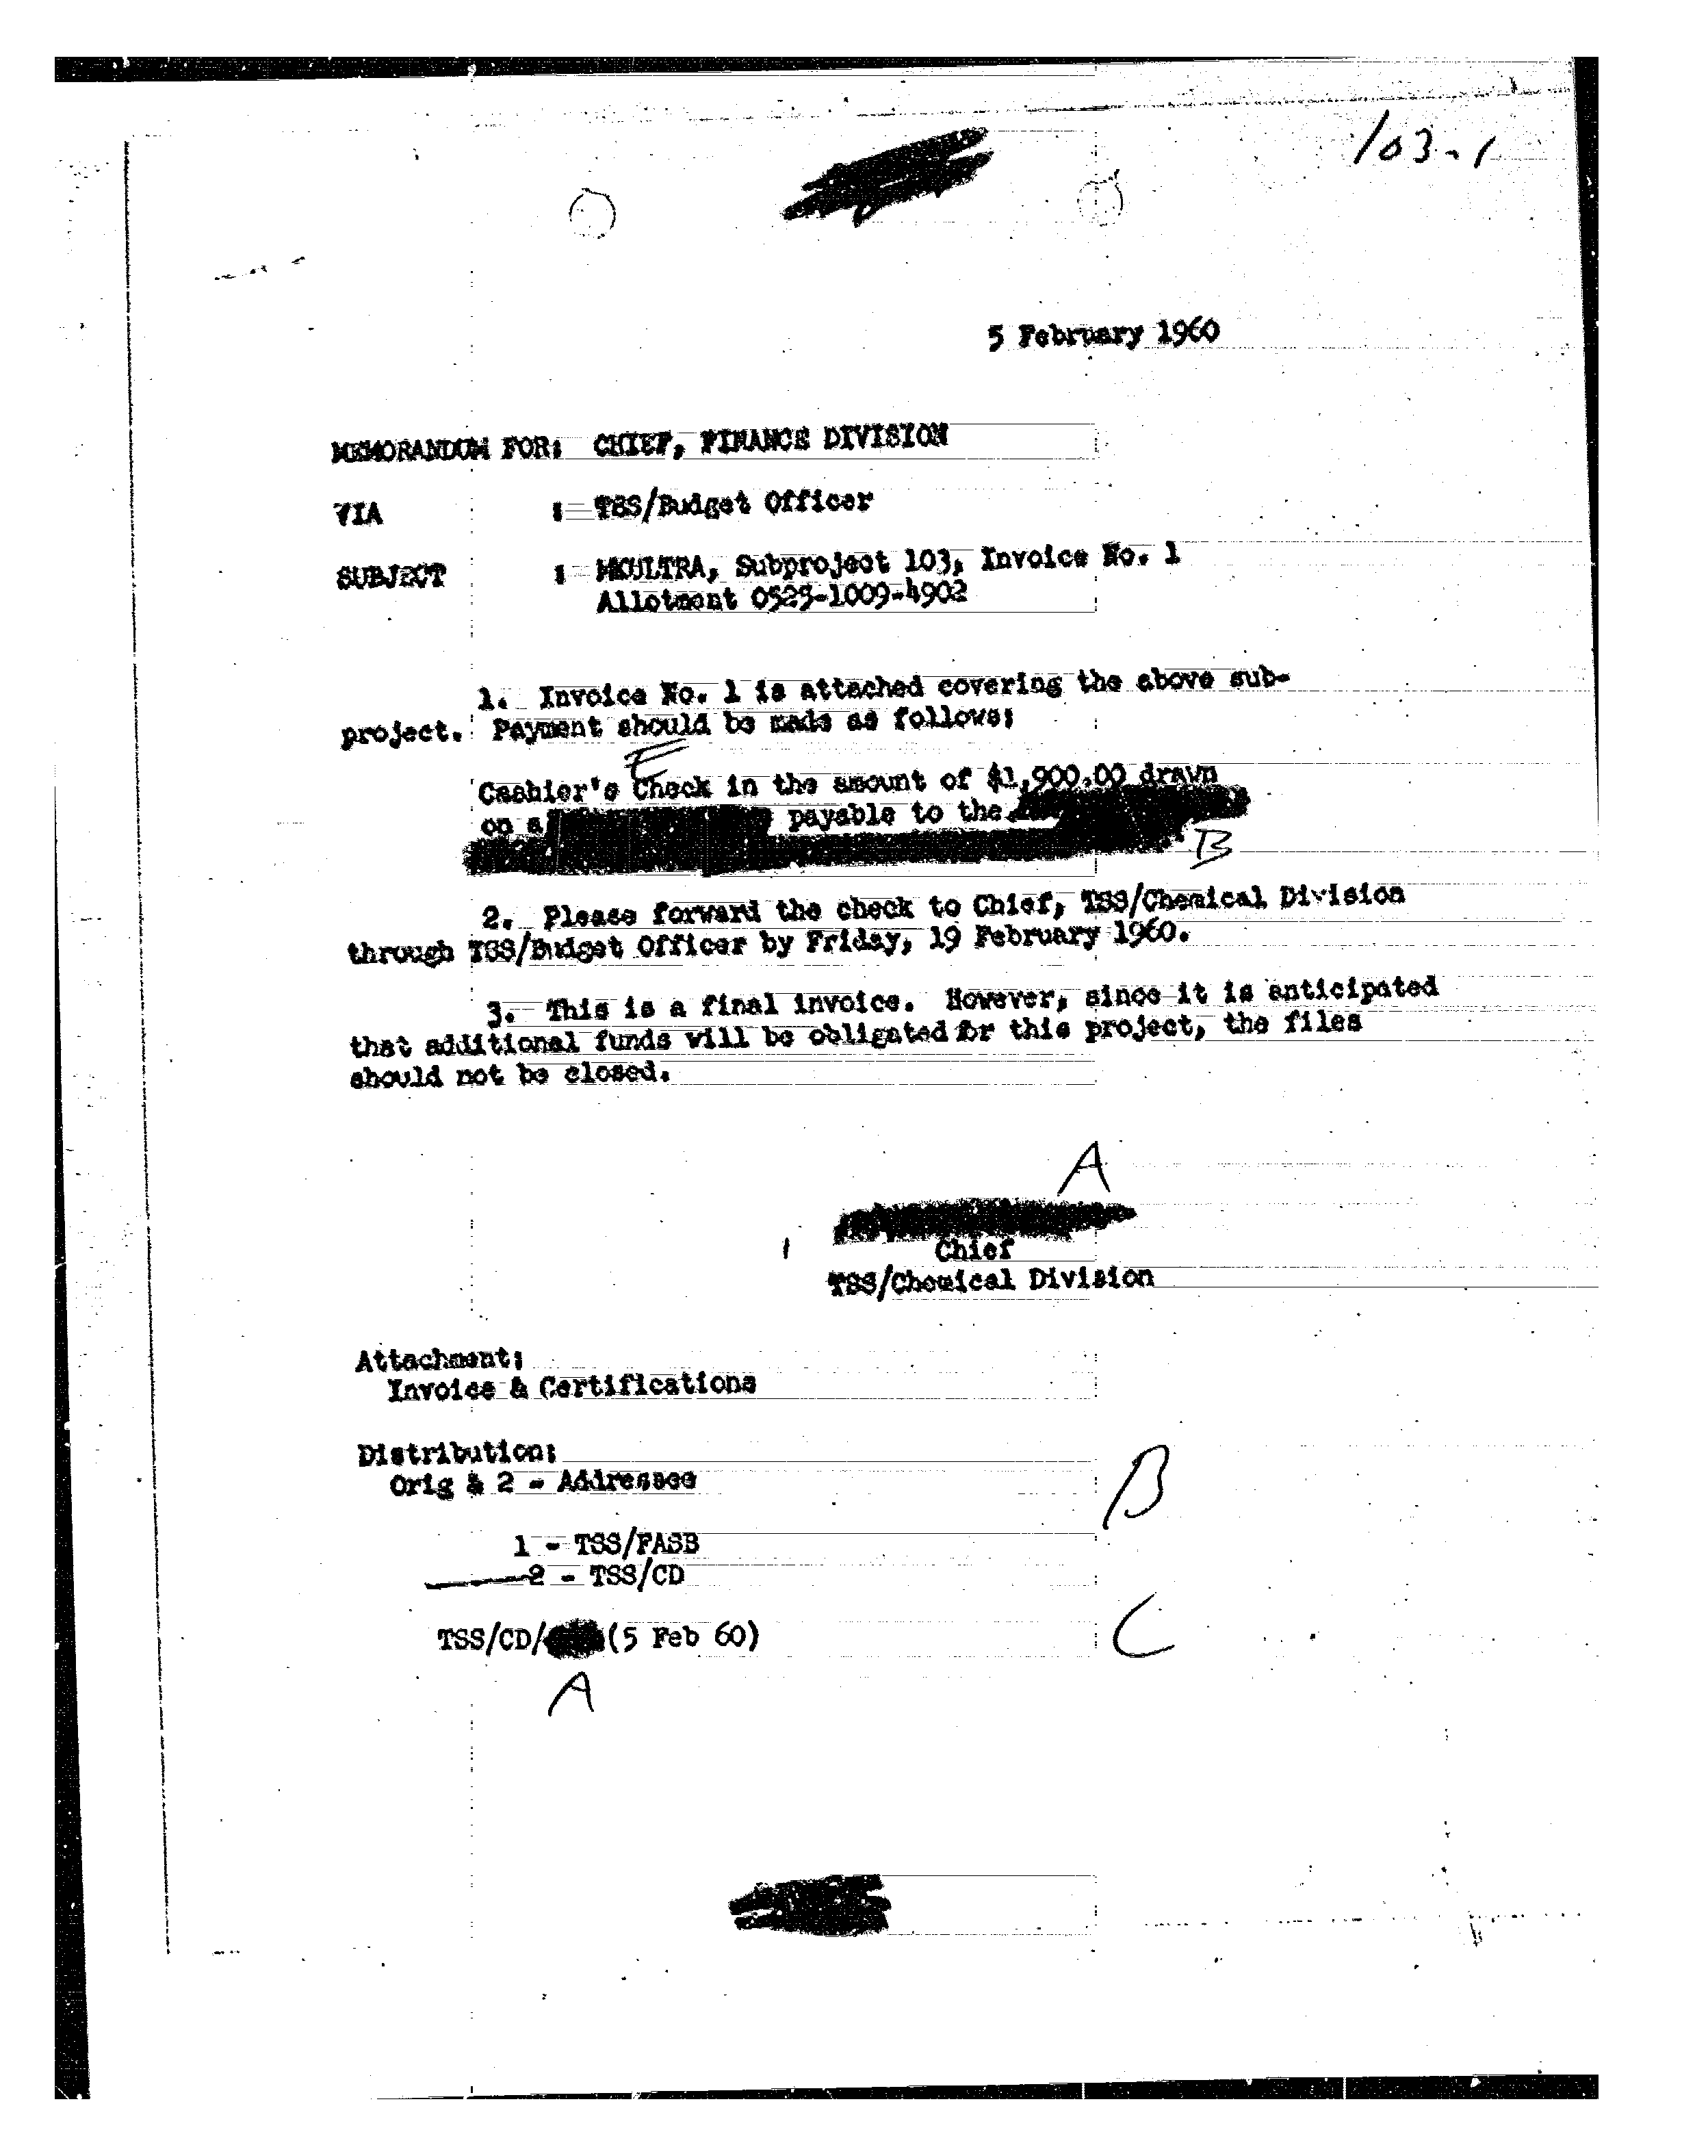 103-1
5 February 1960
MEMORANDUM FOR: CHIEF, FINANCE DIVISION
VIA : TSS/Budget Officer
SUBJECT : MKULTRA, Subproject 103, Invoice No. 1
Allotment 0525-1009-4902
1. Invoice No. 1 is attached covering the above sub-
project. Payment should be made as follows:
E
Cashier's Check in the amount of $1,900.00 drawn
on a payable to the
B
2. Please forward the check to Chief, TSS/Chemical Division
through TSS/Budget Officer by Friday, 19 February 1960.
3. This is a final invoice. However, since it is anticipated
that additional funds will be obligated for this project, the files
should not be closed.
A
Chief
TSS/Chemical Division
Attachment:
Invoice & Certifications
Distribution:
Orig & 2 - Addressee
B
1 - TSS/FASB
2 - TSS/CD
TSS/CD/ (5 Feb 60)
C
A